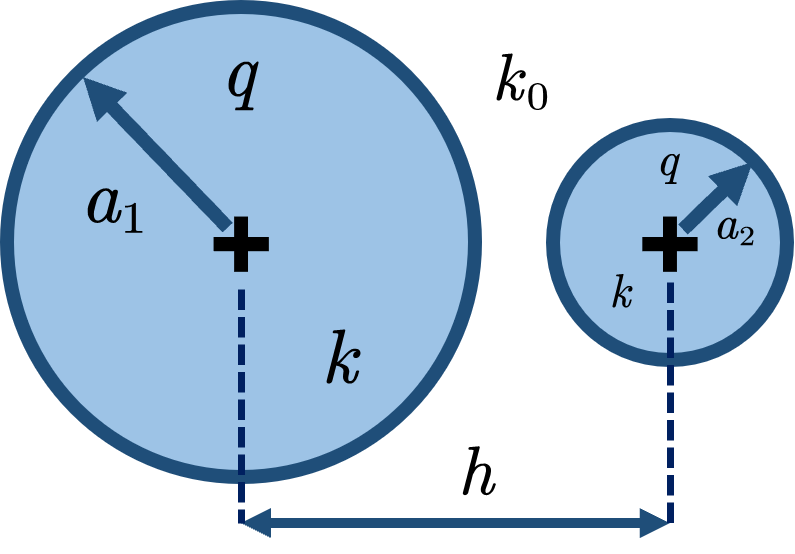 q
k₀
a₁
k
q
a₂
k
h